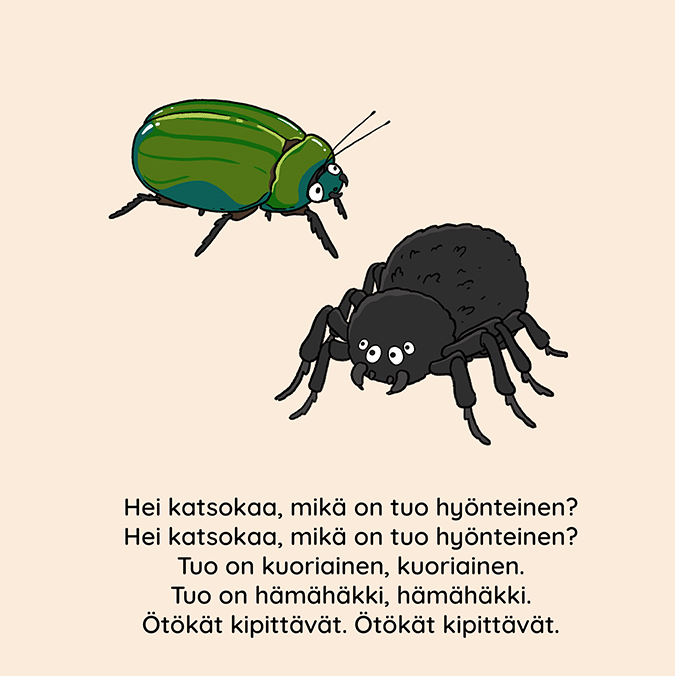 Hei katsokaa, mikä on tuo hyönteinen?
Hei katsokaa, mikä on tuo hyönteinen?
Tuo on kuoriainen, kuoriainen.
Tuo on hämähäkki, hämähäkki.
Ötökät kipittävät. Ötökät kipittävät.